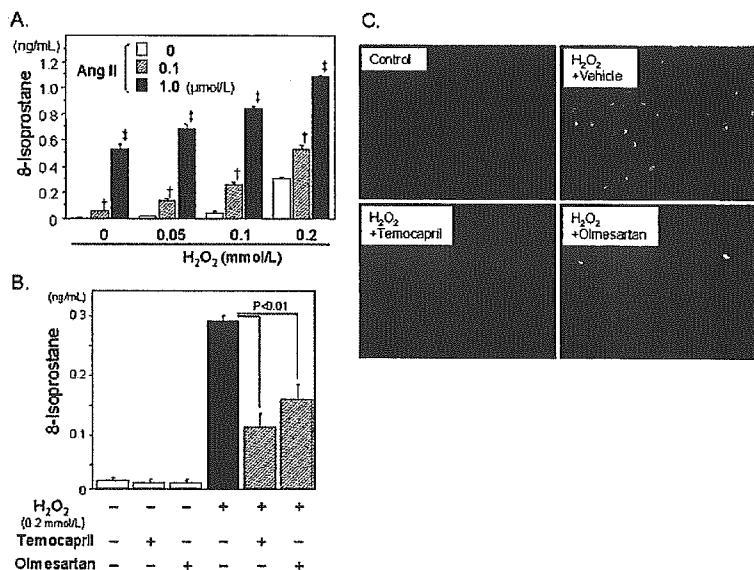 A.
(ng/mL)
8-Isoprostane
1.2
1.0
0.8
0.6
0.4
0.2
0
Ang II
0
0.1
1.0 (μmol/L)
† ‡ † ‡ † ‡ † ‡
0 0.05 0.1 0.2
H₂O₂ (mmol/L)
B.
(ng/mL)
8-Isoprostane
0.3
0.2
0.1
0
P<0.01
H₂O₂ - - - + + +
(0.2 mmol/L)
Temocapril - + - - + -
Olmesartan - - + - - +
C.
Control
H₂O₂
+Vehicle
H₂O₂
+Temocapril
H₂O₂
+Olmesartan